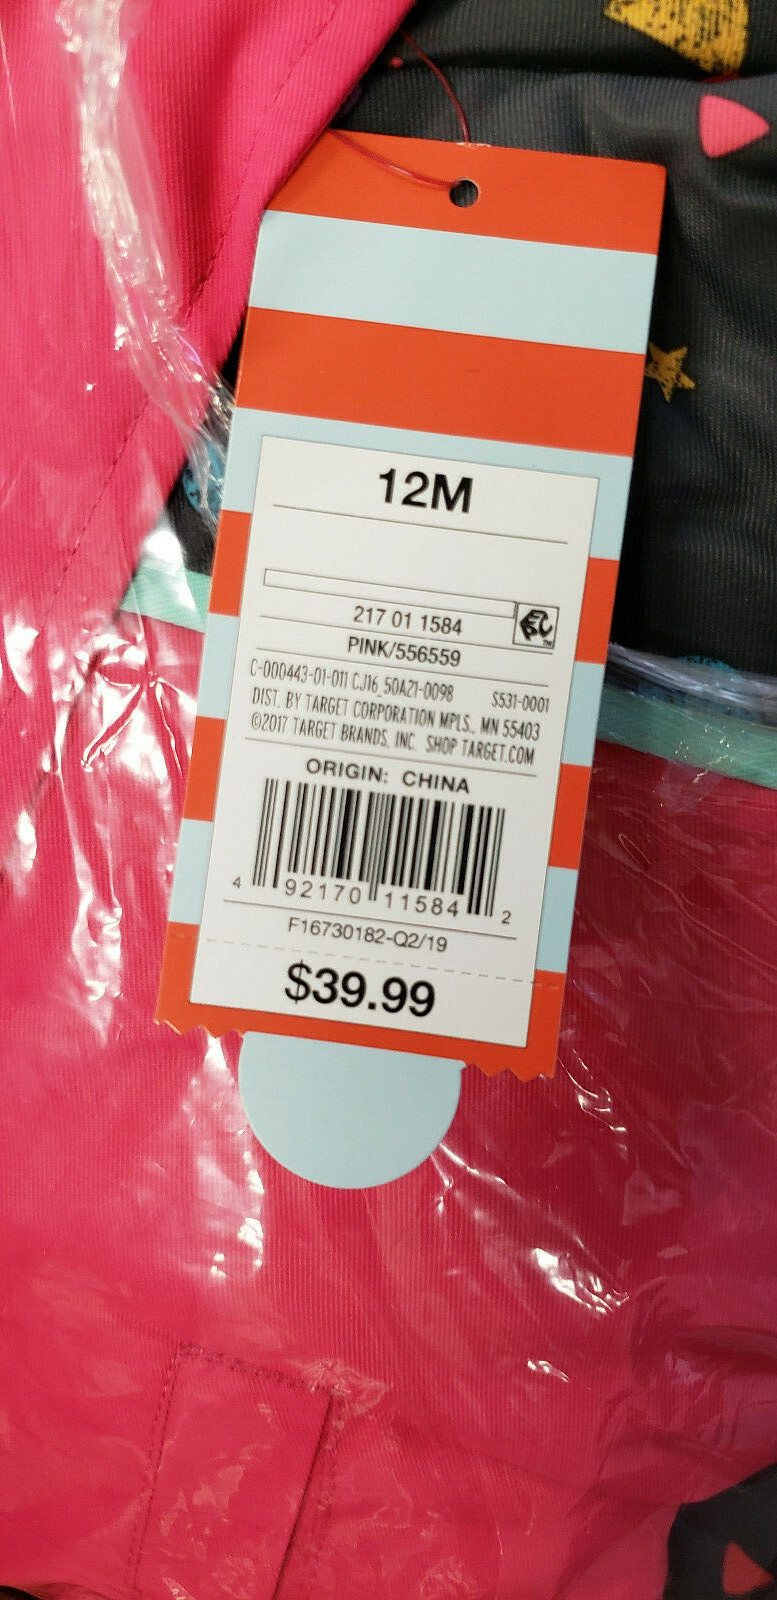 12M
217 01 1584
EPC™
PINK/556559
C-000443-01-011 CJ16_50A21-0098 S531-0001
DIST. BY TARGET CORPORATION MPLS., MN 55403
©2017 TARGET BRANDS, INC. SHOP TARGET.COM
ORIGIN: CHINA
4 92170 11584 2
F16730182-Q2/19
$39.99